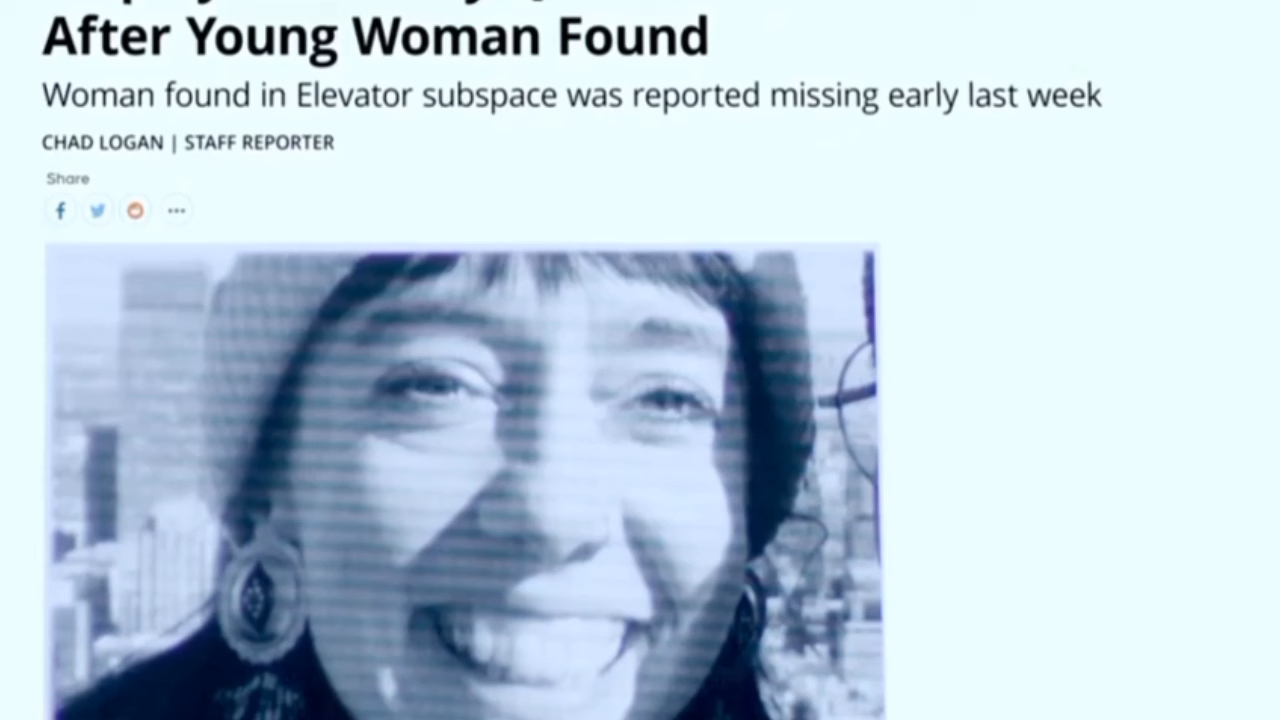 After Young Woman Found
Woman found in Elevator subspace was reported missing early last week
CHAD LOGAN | STAFF REPORTER
Share